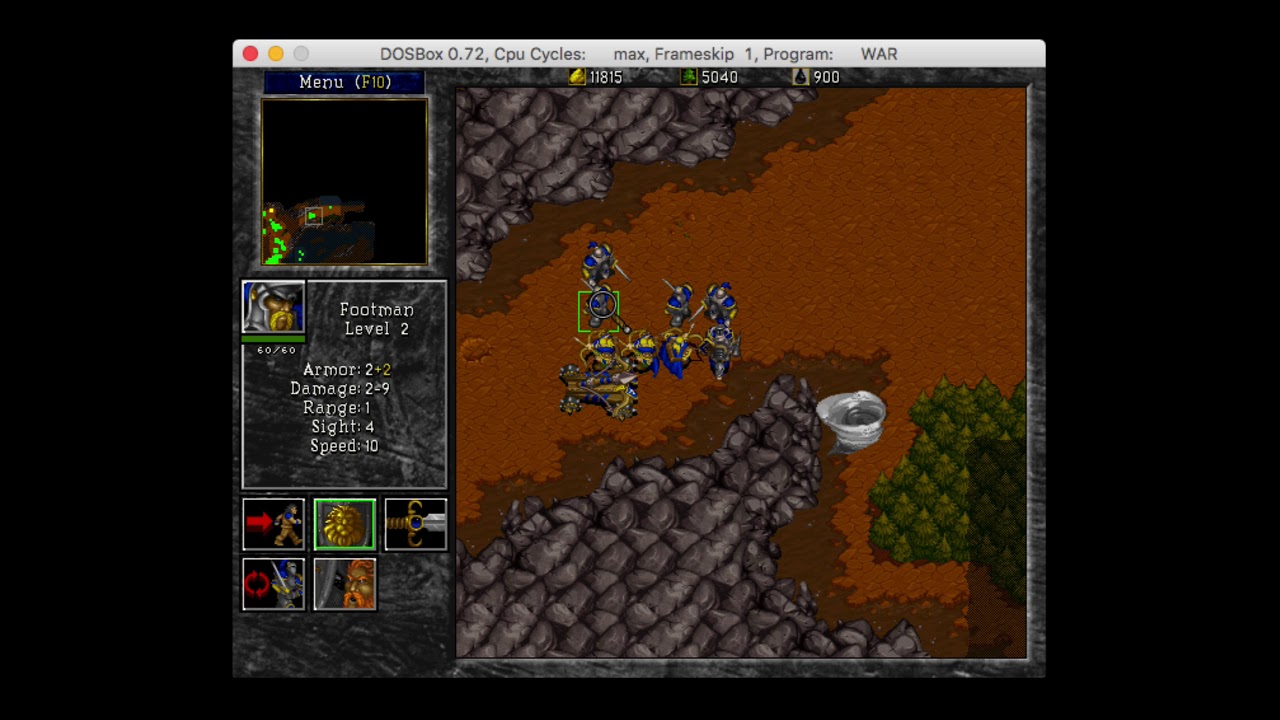 DOSBox 0.72, Cpu Cycles: max, Frameskip 1, Program: WAR
Menu (F10)
11815 5040 900
Footman
Level 2
60/60
Armor: 2+2
Damage: 2-9
Range: 1
Sight: 4
Speed: 10